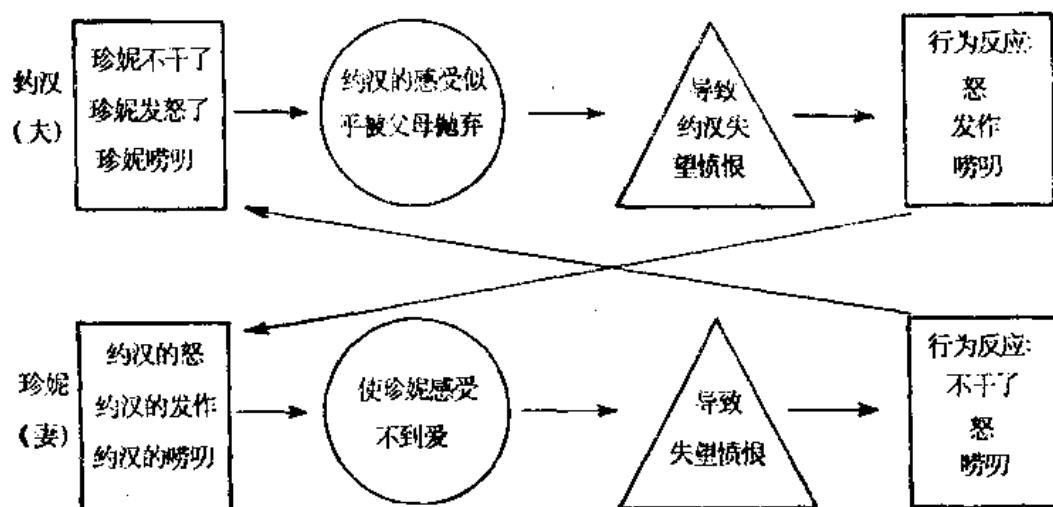 约汉
(大)
珍妮不干了
珍妮发怒了
珍妮唠叨
约汉的感受似
乎被父母抛弃
导致
约汉失
望愤恨
行为反应:
怒
发作
唠叨
珍妮
(妻)
约汉的怒
约汉的发作
约汉的唠叨
使珍妮感受
不到爱
导致
失望愤恨
行为反应:
不干了
怒
唠叨